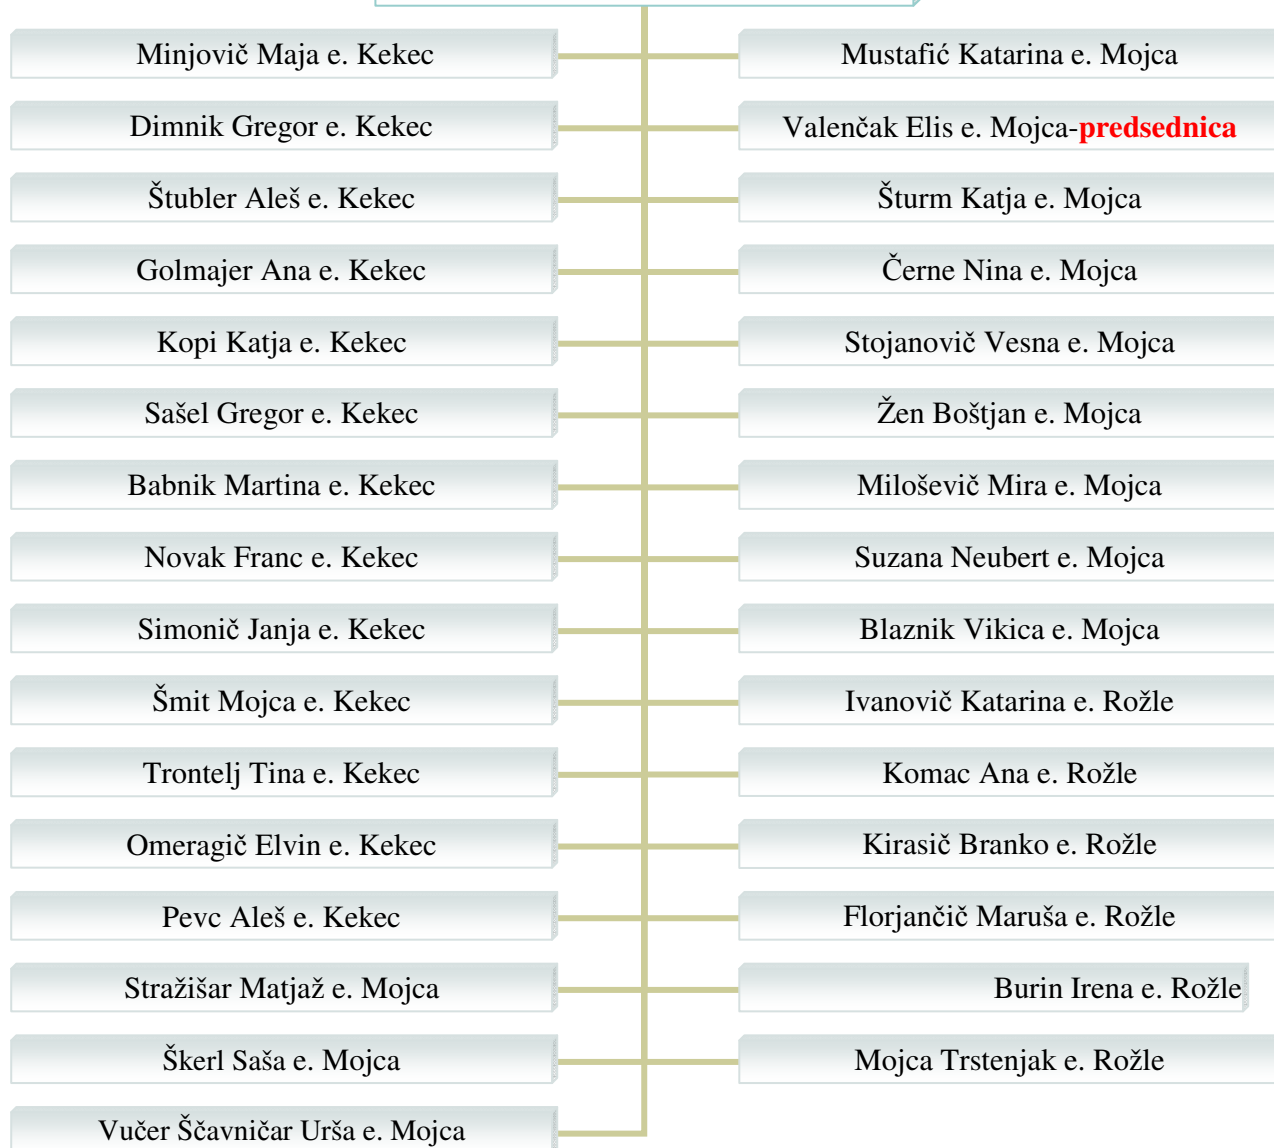 Minjovič Maja e. Kekec
Mustafić Katarina e. Mojca
Dimnik Gregor e. Kekec
Valenčak Elis e. Mojca-predsednica
Štubler Aleš e. Kekec
Šturm Katja e. Mojca
Golmajer Ana e. Kekec
Černe Nina e. Mojca
Kopi Katja e. Kekec
Stojanovič Vesna e. Mojca
Sašel Gregor e. Kekec
Žen Boštjan e. Mojca
Babnik Martina e. Kekec
Miloševič Mira e. Mojca
Novak Franc e. Kekec
Suzana Neubert e. Mojca
Simonič Janja e. Kekec
Blaznik Vikica e. Mojca
Šmit Mojca e. Kekec
Ivanovič Katarina e. Rožle
Trontelj Tina e. Kekec
Komac Ana e. Rožle
Omeragič Elvin e. Kekec
Kirasič Branko e. Rožle
Pevc Aleš e. Kekec
Florjančič Maruša e. Rožle
Stražišar Matjaž e. Mojca
Burin Irena e. Rožle
Škerl Saša e. Mojca
Mojca Trstenjak e. Rožle
Vučer Ščavničar Urša e. Mojca